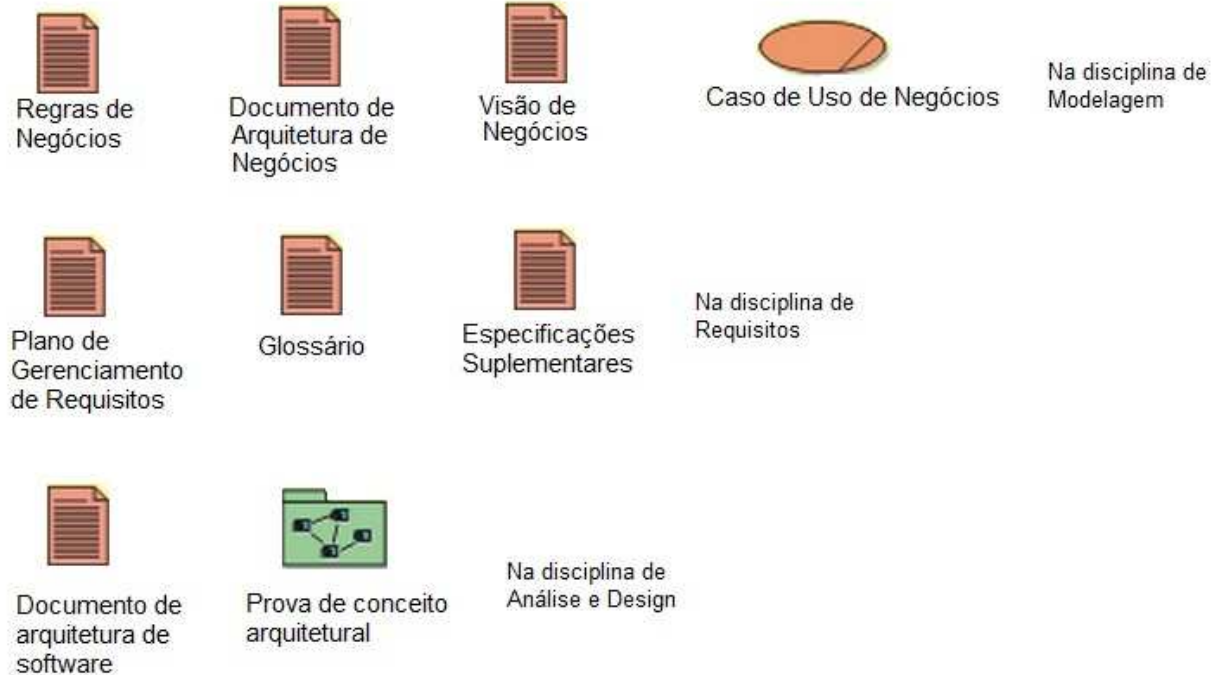 Regras de
Negócios
Documento de
Arquitetura de
Negócios
Visão de
Negócios
Caso de Uso de Negócios
Na disciplina de
Modelagem
Plano de
Gerenciamento
de Requisitos
Glossário
Especificações
Suplementares
Na disciplina de
Requisitos
Documento de
arquitetura de
software
Prova de conceito
arquitetural
Na disciplina de
Análise e Design